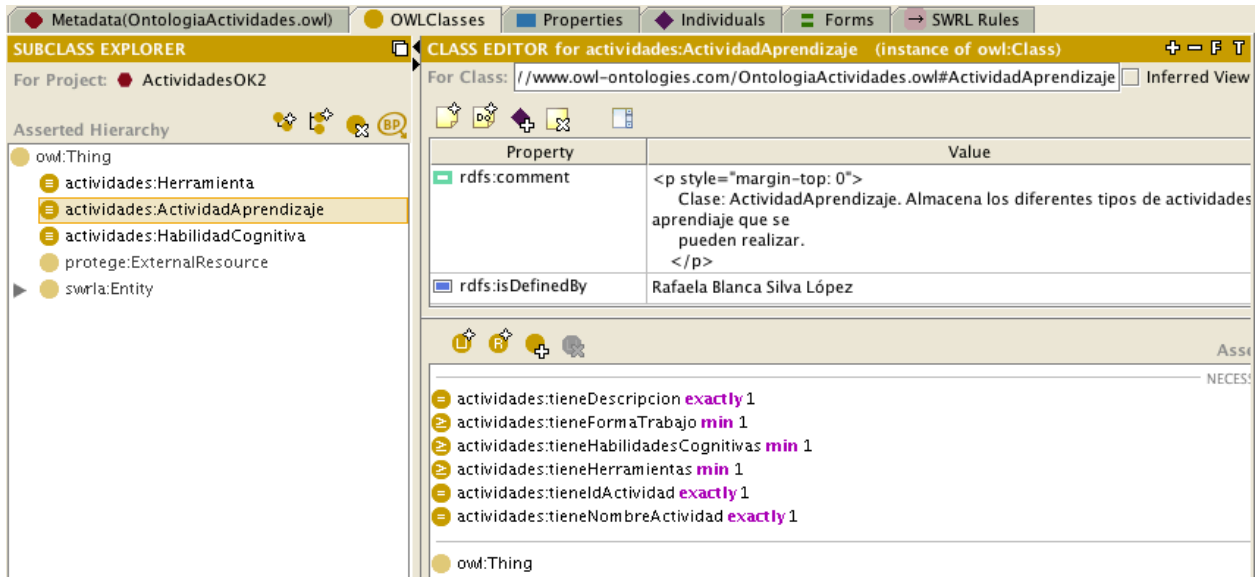 Metadata(OntologiaActividades.owl)
OWLClasses
Properties
Individuals
Forms
SWRL Rules
SUBCLASS EXPLORER
For Project: ActividadesOK2
Asserted Hierarchy
BP
owl:Thing
actividades:Herramienta
actividades:ActividadAprendizaje
actividades:HabilidadCognitiva
protege:ExternalResource
swrla:Entity
CLASS EDITOR for actividades:ActividadAprendizaje (instance of owl:Class)
F T
For Class: //www.owl-ontologies.com/OntologiaActividades.owl#ActividadAprendizaje
Inferred View
Property Value
rdfs:comment
<p style="margin-top: 0">
Clase: ActividadAprendizaje. Almacena los diferentes tipos de actividades
aprendiaje que se
pueden realizar.
</p>
rdfs:isDefinedBy Rafaela Blanca Silva López
Asse
NECESS
actividades:tieneDescripcion exactly 1
actividades:tieneFormaTrabajo min 1
actividades:tieneHabilidadesCognitivas min 1
actividades:tieneHerramientas min 1
actividades:tieneIdActividad exactly 1
actividades:tieneNombreActividad exactly 1
owl:Thing